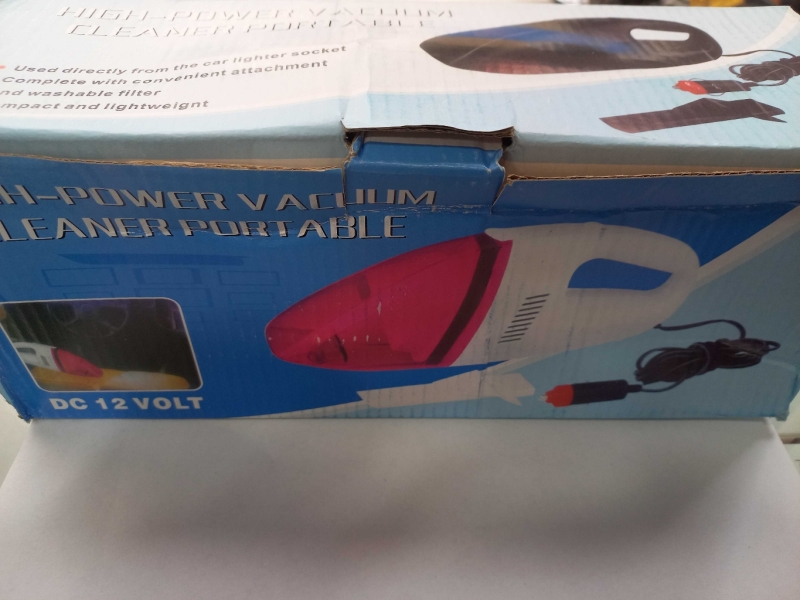 HIGH-POWER VACUUM
CLEANER PORTABLE
Used directly from the car lighter socket
Complete with convenient attachment
nd washable filter
mpact and lightweight
H-POWER VACUUM
LEANER PORTABLE
DC 12 VOLT